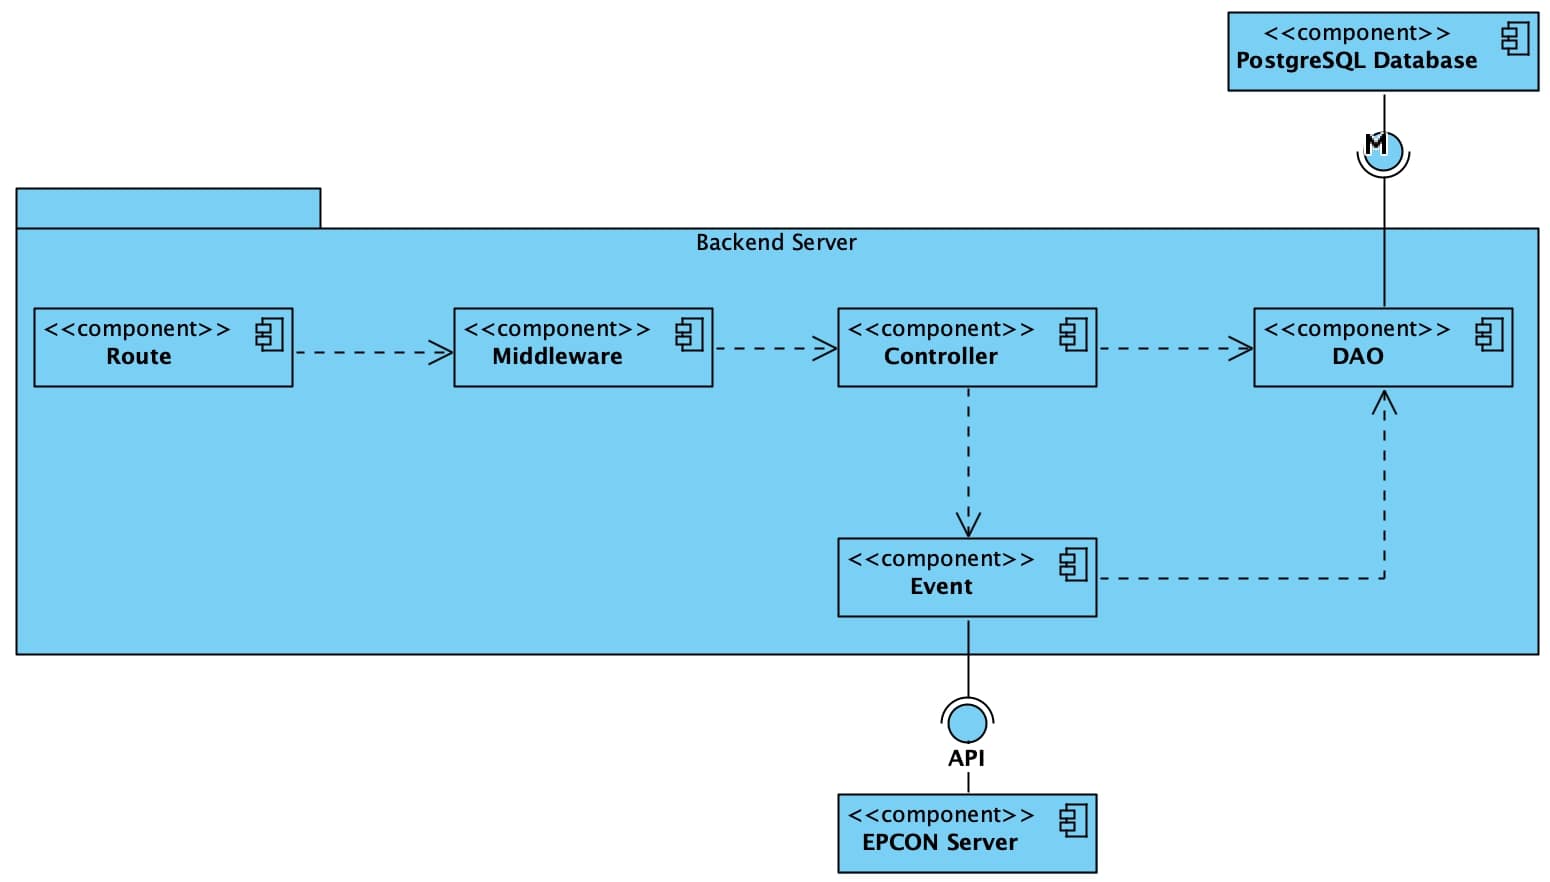 <<component>>
PostgreSQL Database
M
Backend Server
<<component>>
Route
<<component>>
Middleware
<<component>>
Controller
<<component>>
DAO
<<component>>
Event
API
<<component>>
EPCON Server